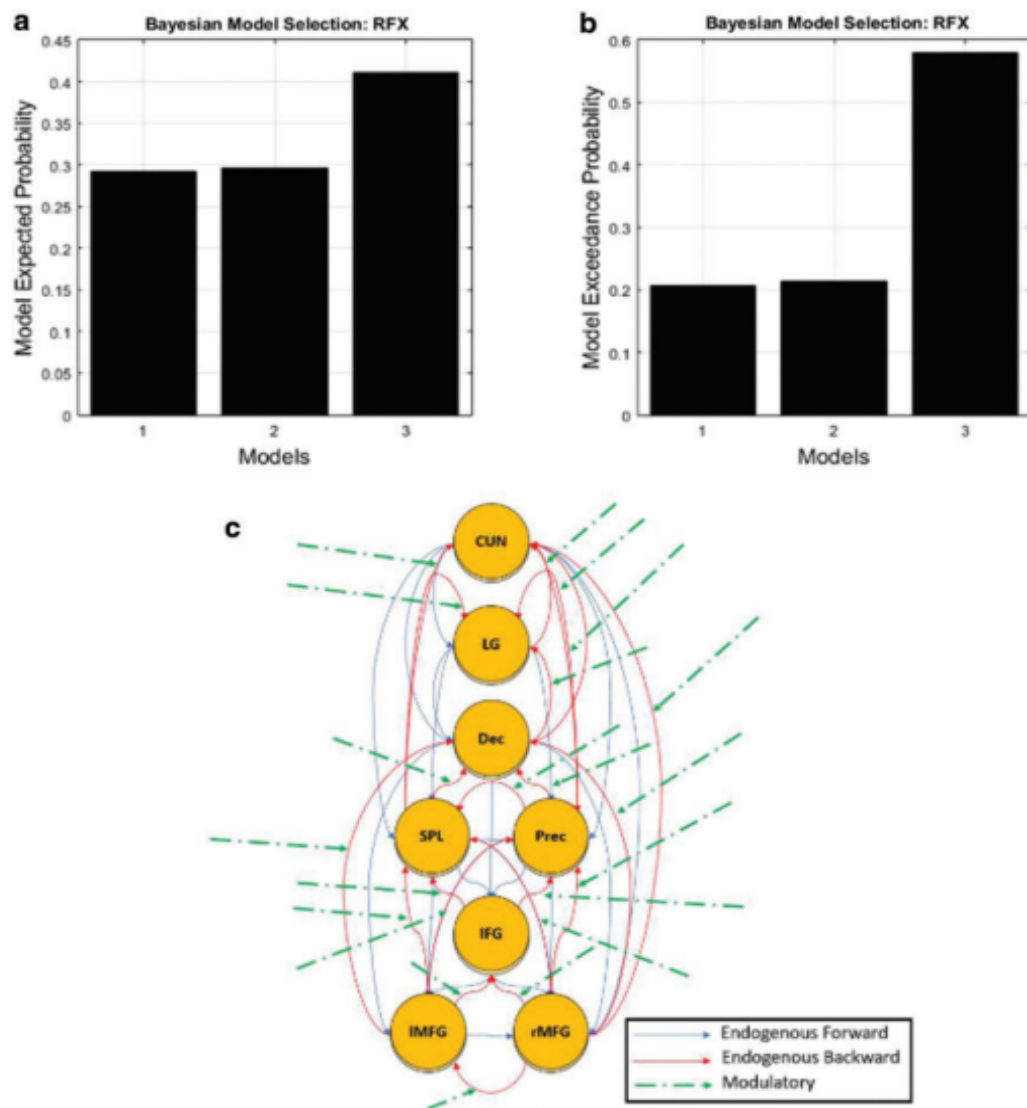 a
Bayesian Model Selection: RFX
Model Expected Probability
0.45
0.4
0.35
0.3
0.25
0.2
0.15
0.1
0.05
0
1 2 3
Models
b
Bayesian Model Selection: RFX
Model Exceedance Probability
0.6
0.5
0.4
0.3
0.2
0.1
0
1 2 3
Models
c
CUN
LG
Dec
SPL Prec
IFG
lMFG rMFG
Endogenous Forward
Endogenous Backward
Modulatory